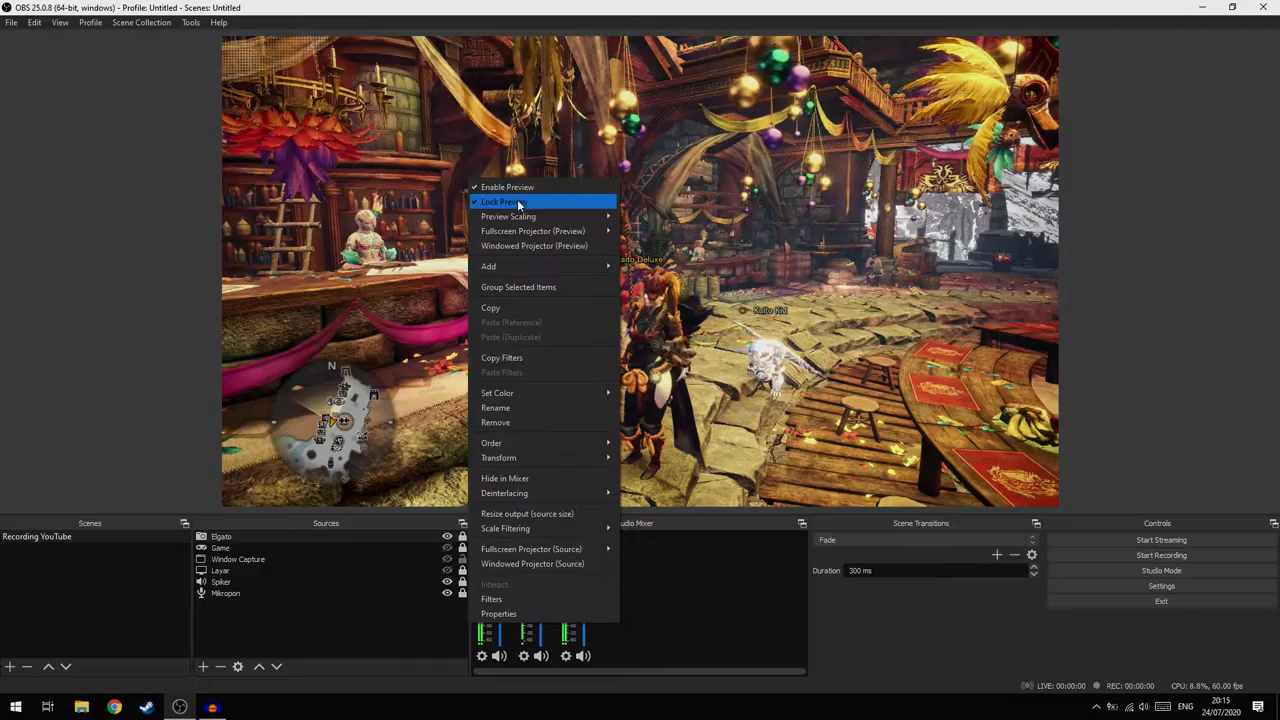 OBS 25.0.8 (64-bit, windows) - Profile: Untitled - Scenes: Untitled
File Edit View Profile Scene Collection Tools Help
Enable Preview
Lock Preview
Preview Scaling
Fullscreen Projector (Preview)
Windowed Projector (Preview)
Add
Group Selected Items
Copy
Paste (Reference)
Paste (Duplicate)
Copy Filters
Paste Filters
Set Color
Rename
Remove
Order
Transform
Hide in Mixer
Deinterlacing
Resize output (source size)
Scale Filtering
Fullscreen Projector (Source)
Windowed Projector (Source)
Interact
Filters
Properties
aito Deluxe
Kaito Kid
N
Scenes
Recording YouTube
Sources
Elgato
Game
Window Capture
Layar
Spiker
Mikropon
udio Mixer
Scene Transitions
Fade
Duration 300 ms
Controls
Start Streaming
Start Recording
Studio Mode
Settings
Exit
LIVE: 00:00:00 REC: 00:00:00 CPU: 8.8%, 60.00 fps
ENG
20:15
24/07/2020